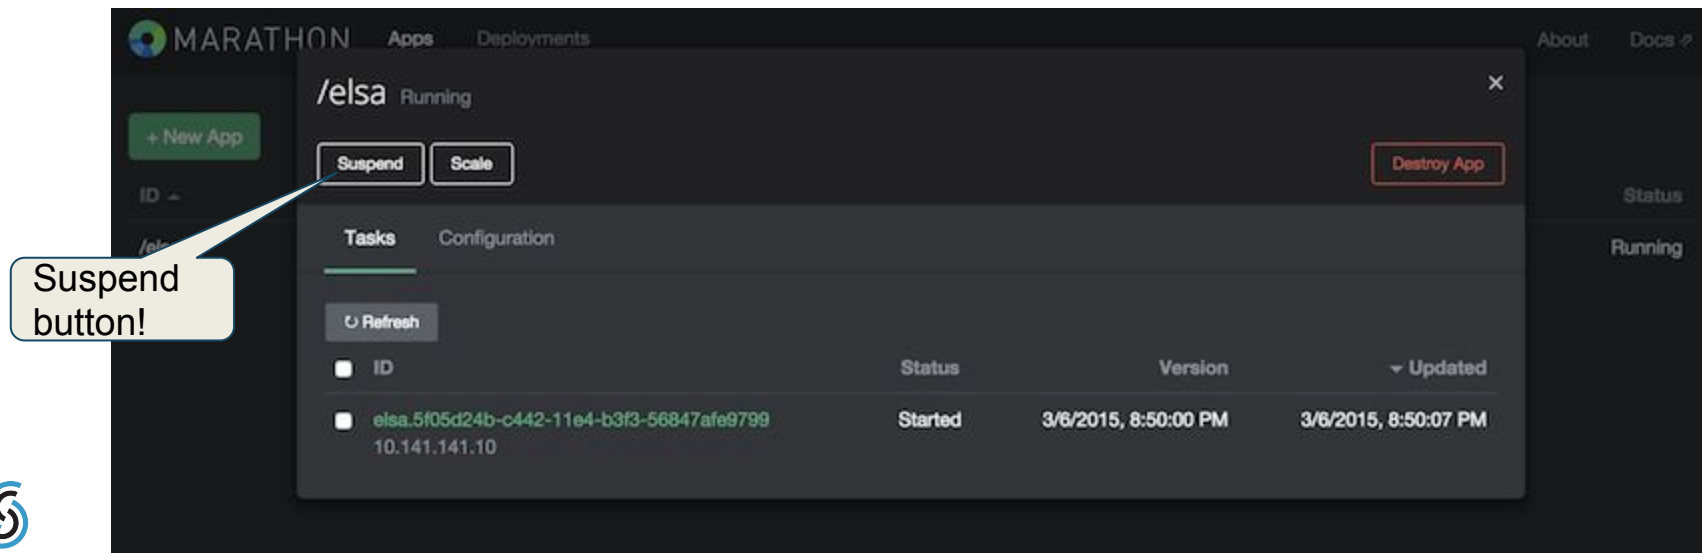 MARATHON Apps Deployments About Docs
/elsa Running ×
+ New App
Suspend Scale Destroy App
ID Status
Tasks Configuration
Running
Suspend
button!
Refresh
ID Status Version Updated
elsa.5f05d24b-c442-11e4-b3f3-56847afe9799 Started 3/6/2015, 8:50:00 PM 3/6/2015, 8:50:07 PM
10.141.141.10